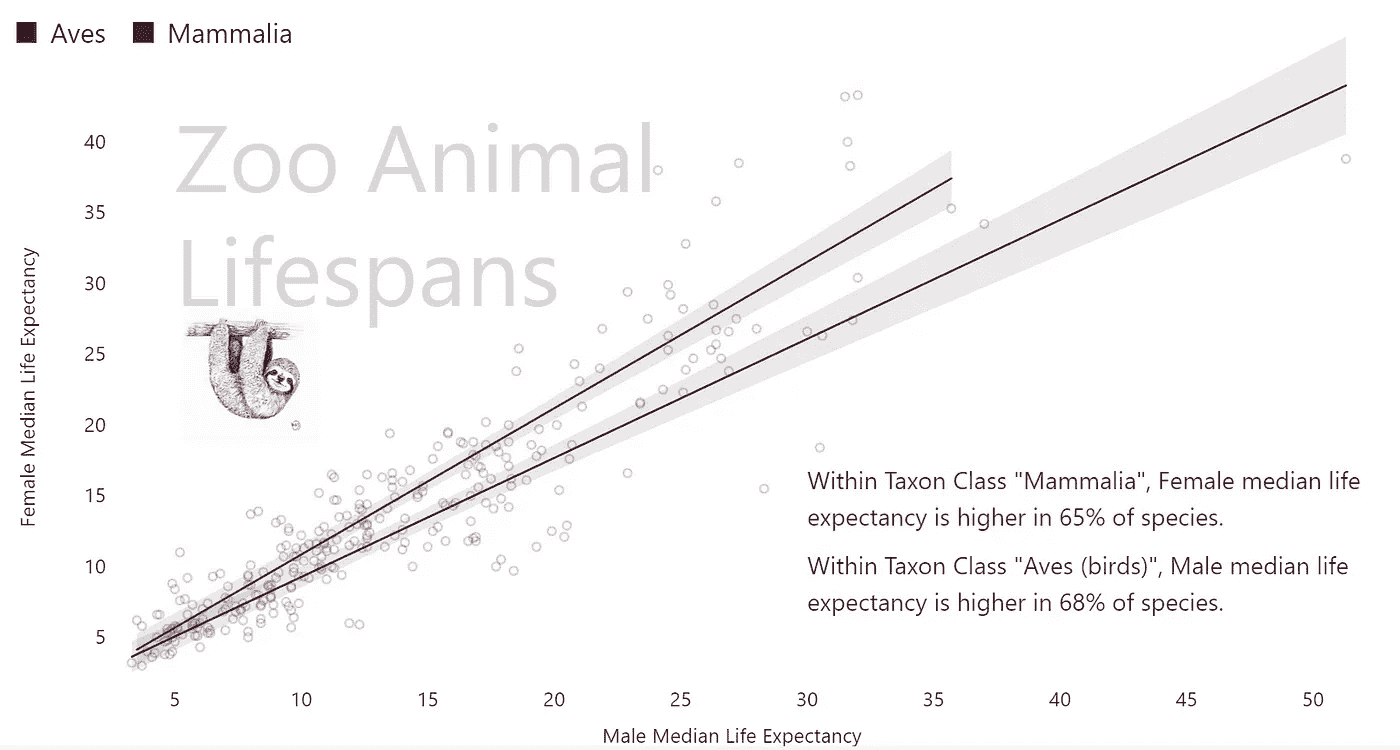 Aves Mammalia
Zoo Animal
Lifespans
40
35
30
25
20
15
10
5
Female Median Life Expectancy
Within Taxon Class "Mammalia", Female median life
expectancy is higher in 65% of species.
Within Taxon Class "Aves (birds)", Male median life
expectancy is higher in 68% of species.
5 10 15 20 25 30 35 40 45 50
Male Median Life Expectancy